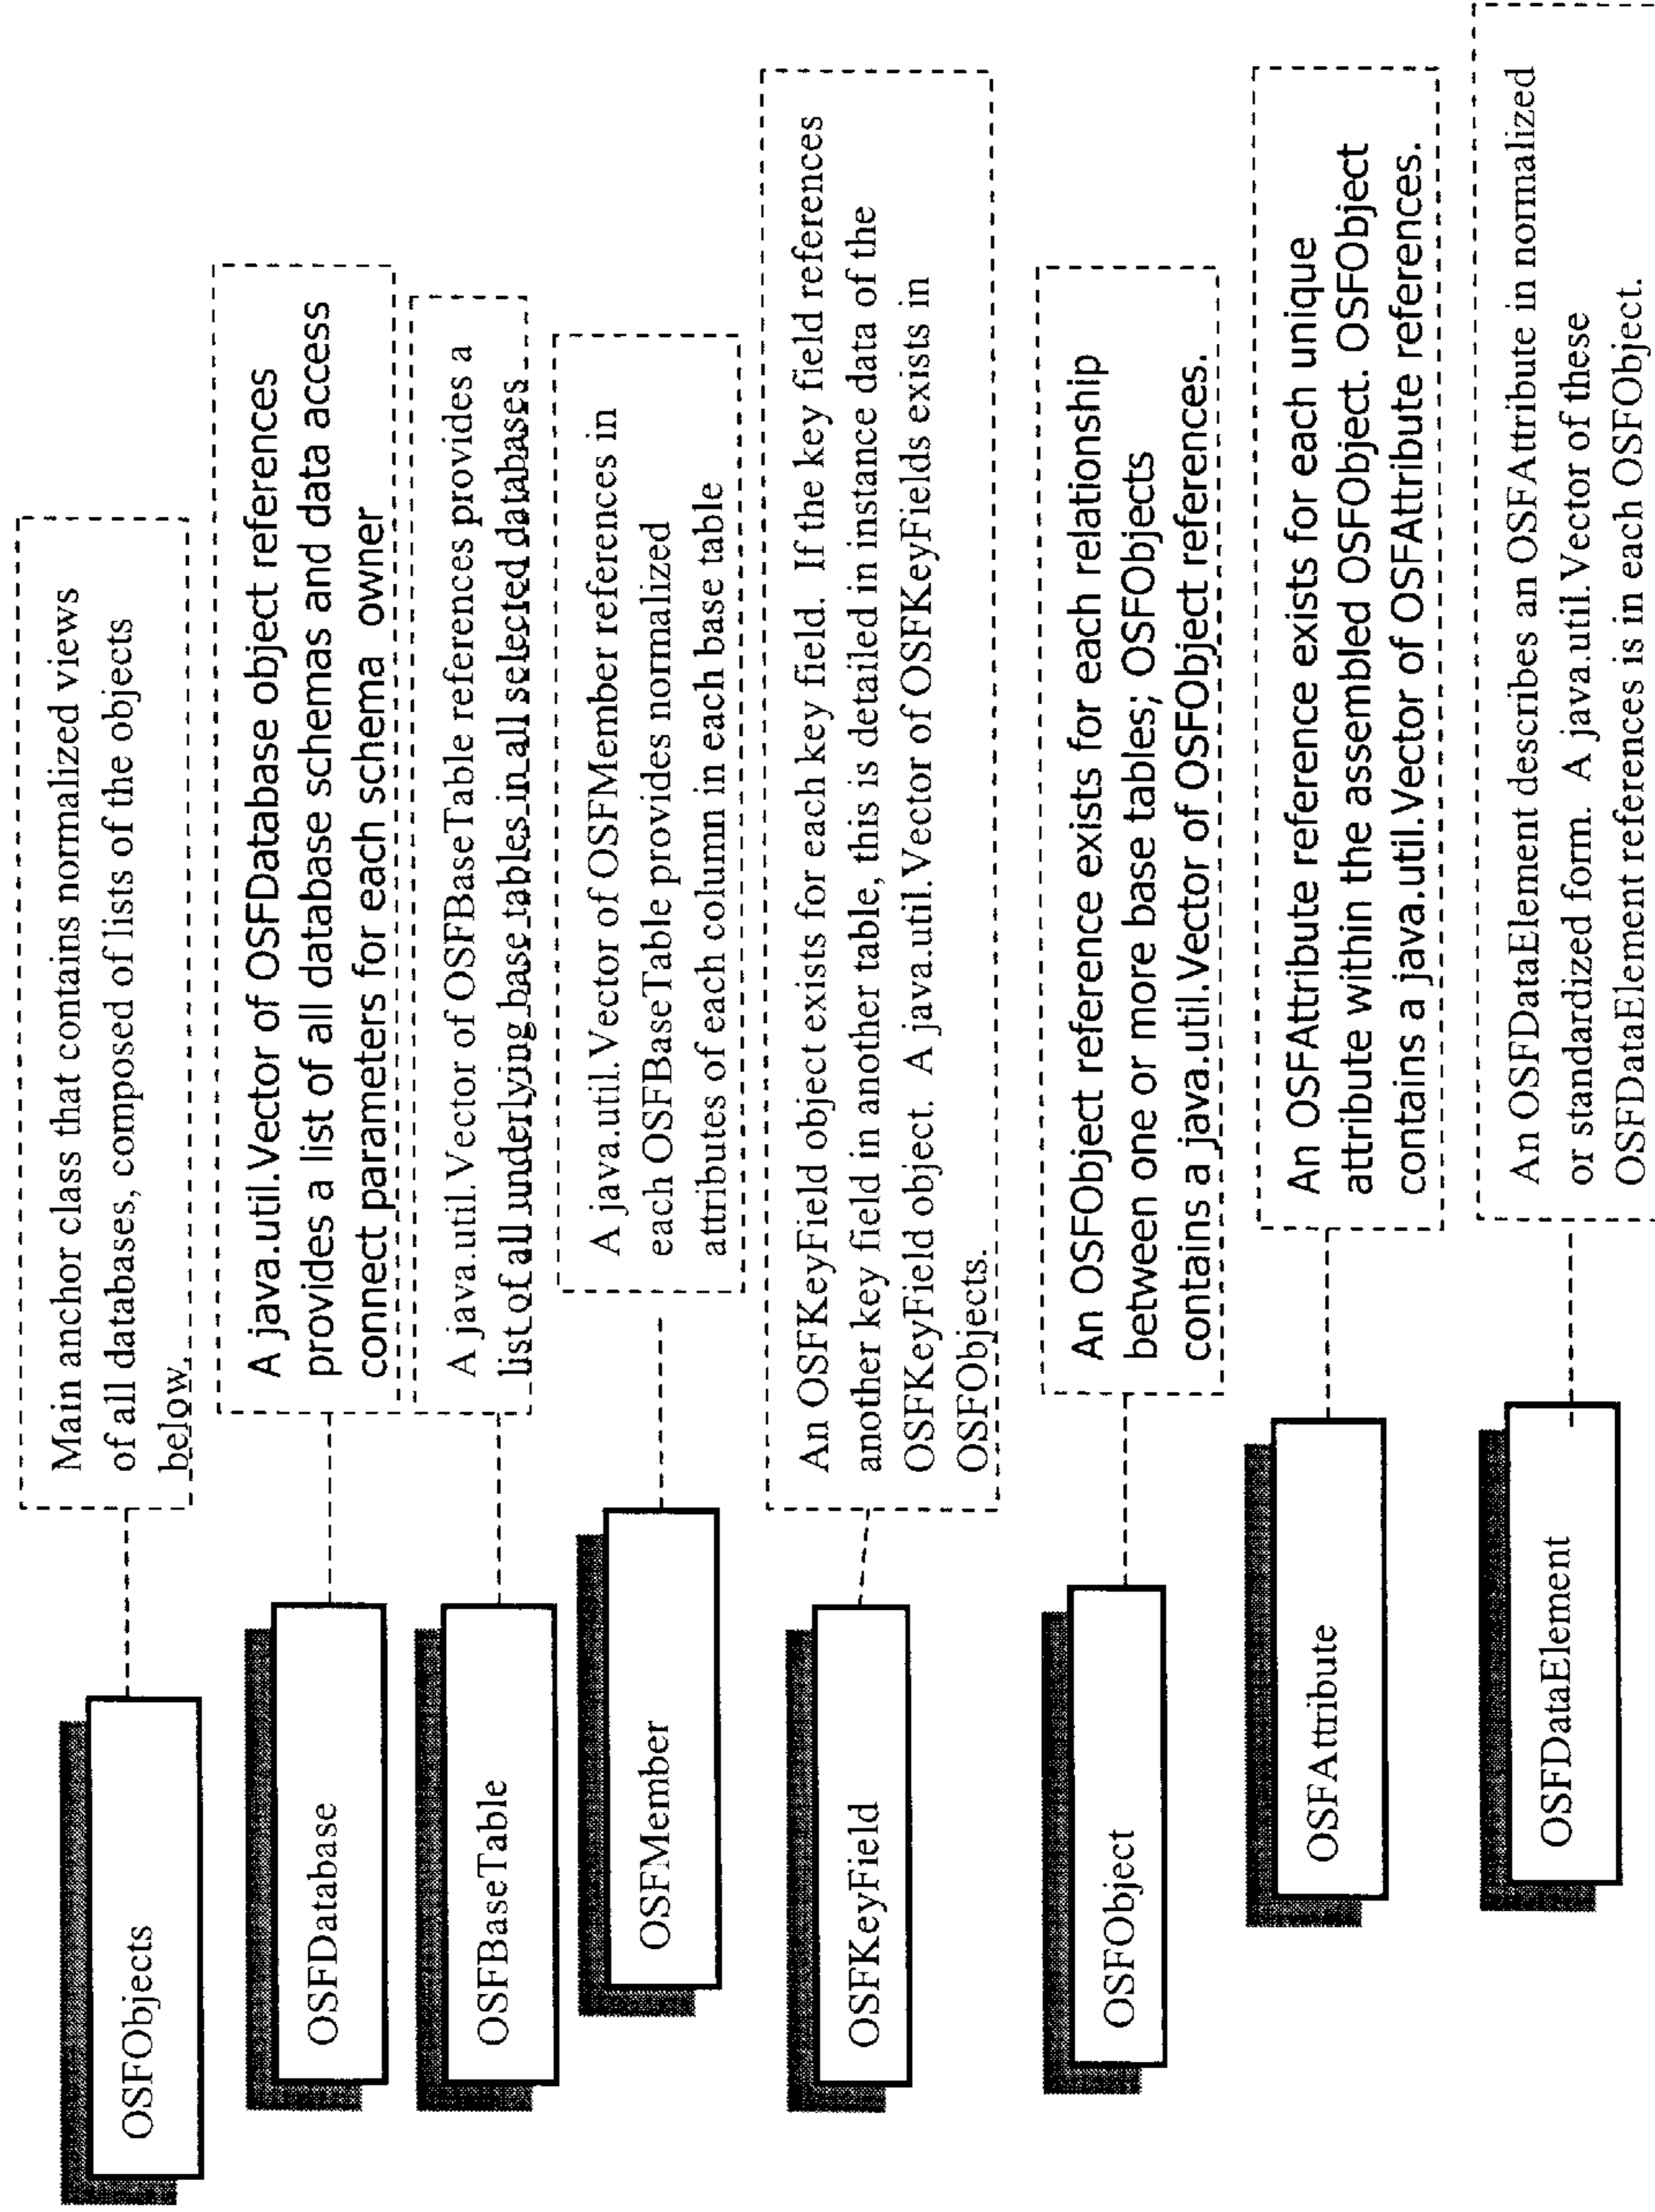 OSFObjects
Main anchor class that contains normalized views
of all databases, composed of lists of the objects
below.
OSFDatabase
A java.util.Vector of OSFDatabase object references
provides a list of all database schemas and data access
connect parameters for each schema owner
OSFBaseTable
A java.util.Vector of OSFBaseTable references provides a
list of all underlying base tables in all selected databases
OSFMember
A java.util.Vector of OSFMember references in
each OSFBaseTable provides normalized
attributes of each column in each base table
OSFKeyField
An OSFKeyField object exists for each key field. If the key field references
another key field in another table, this is detailed in instance data of the
OSFKeyField object. A java.util.Vector of OSFKeyFields exists in
OSFObjects.
OSFObject
An OSFObject reference exists for each relationship
between one or more base tables; OSFObjects
contains a java.util.Vector of OSFObject references.
OSFAttribute
An OSFAttribute reference exists for each unique
attribute within the assembled OSFObject. OSFObject
contains a java.util.Vector of OSFAttribute references.
OSFDataElement
An OSFDataElement describes an OSFAttribute in normalized
or standardized form. A java.util.Vector of these
OSFDataElement references is in each OSFObject.